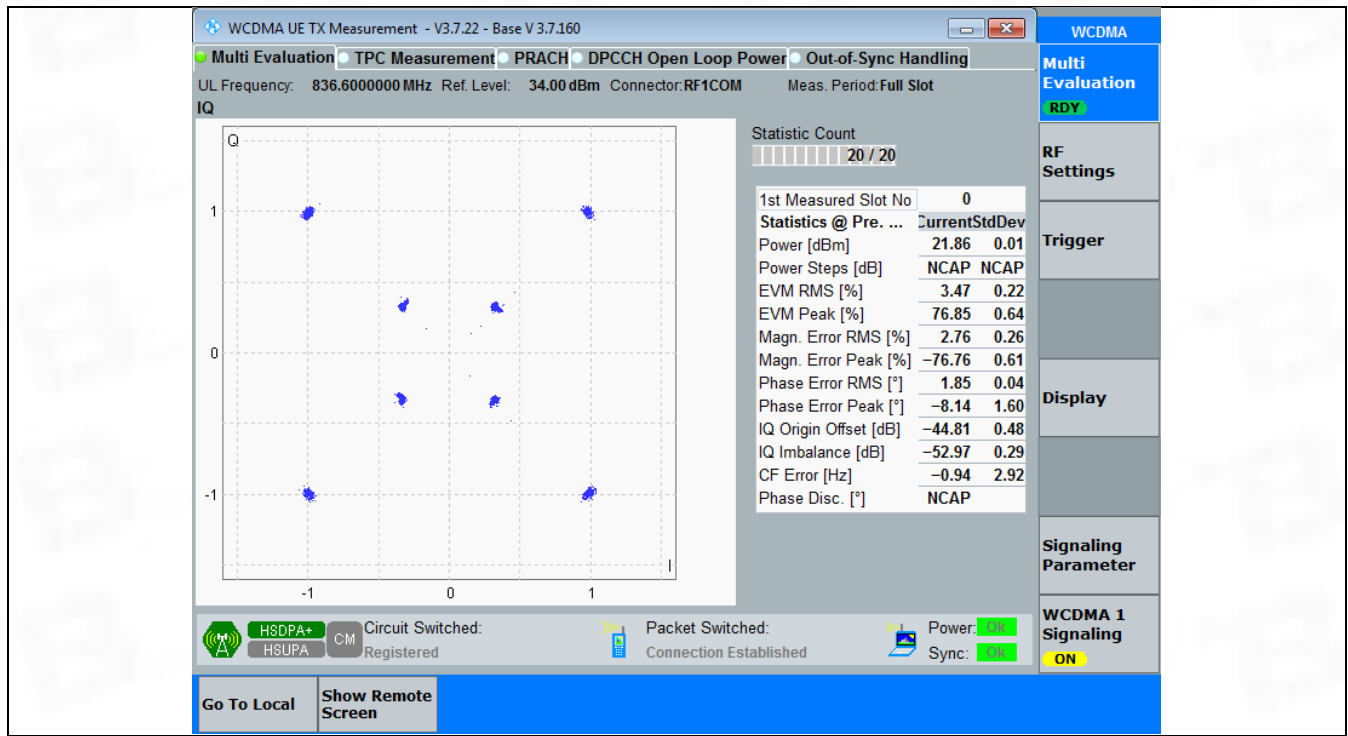 WCDMA UE TX Measurement - V3.7.22 - Base V 3.7.160
Multi Evaluation TPC Measurement PRACH DPCCH Open Loop Power Out-of-Sync Handling
UL Frequency: 836.6000000 MHz Ref. Level: 34.00 dBm Connector: RF1COM Meas. Period: Full Slot
IQ
Q
1
0
-1
-1 0 1
I
Statistic Count
20 / 20
1st Measured Slot No 0
Statistics @ Pre. ... Current StdDev
Power [dBm] 21.86 0.01
Power Steps [dB] NCAP NCAP
EVM RMS [%] 3.47 0.22
EVM Peak [%] 76.85 0.64
Magn. Error RMS [%] 2.76 0.26
Magn. Error Peak [%] −76.76 0.61
Phase Error RMS [°] 1.85 0.04
Phase Error Peak [°] −8.14 1.60
IQ Origin Offset [dB] −44.81 0.48
IQ Imbalance [dB] −52.97 0.29
CF Error [Hz] −0.94 2.92
Phase Disc. [°] NCAP
HSDPA+
HSUPA
CM
Circuit Switched:
Registered
Packet Switched:
Connection Established
Power: Ok
Sync: Ok
WCDMA
Multi
Evaluation
RDY
RF
Settings
Trigger
Display
Signaling
Parameter
WCDMA 1
Signaling
ON
Go To Local
Show Remote
Screen